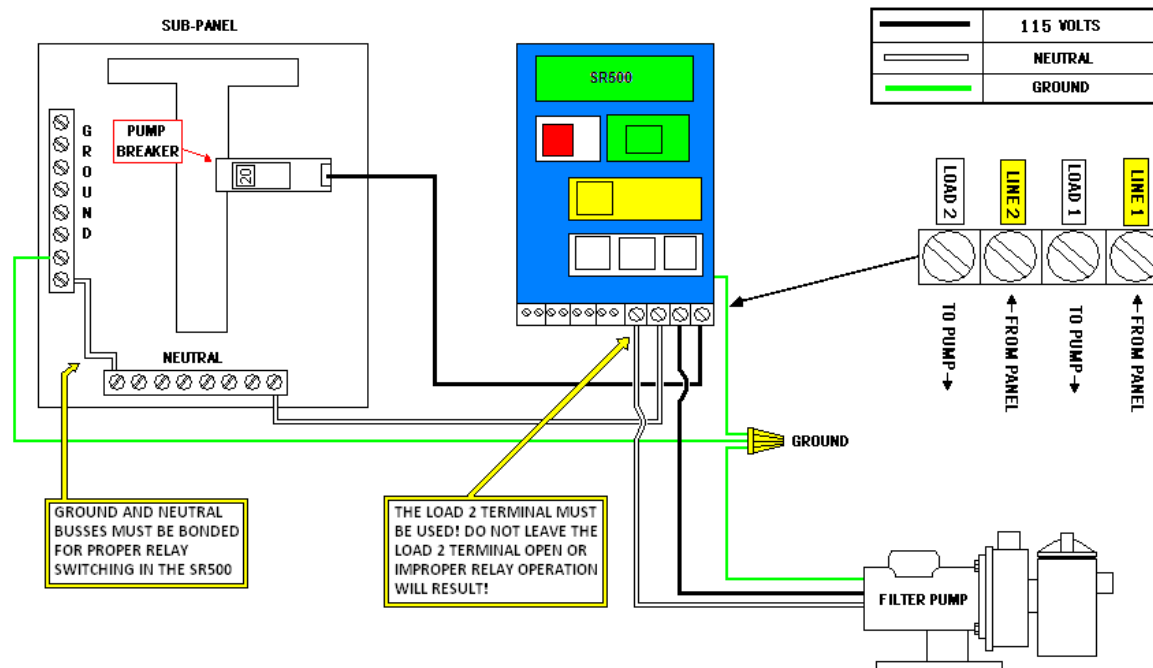 SUB-PANEL
115 VOLTS
NEUTRAL
GROUND
SR500
PUMP
BREAKER
20
GROUND
LOAD 2
LINE 2
LOAD 1
LINE 1
TO PUMP
FROM PANEL
TO PUMP
FROM PANEL
NEUTRAL
GROUND
GROUND AND NEUTRAL
BUSSES MUST BE BONDED
FOR PROPER RELAY
SWITCHING IN THE SR500
THE LOAD 2 TERMINAL MUST
BE USED! DO NOT LEAVE THE
LOAD 2 TERMINAL OPEN OR
IMPROPER RELAY OPERATION
WILL RESULT!
FILTER PUMP